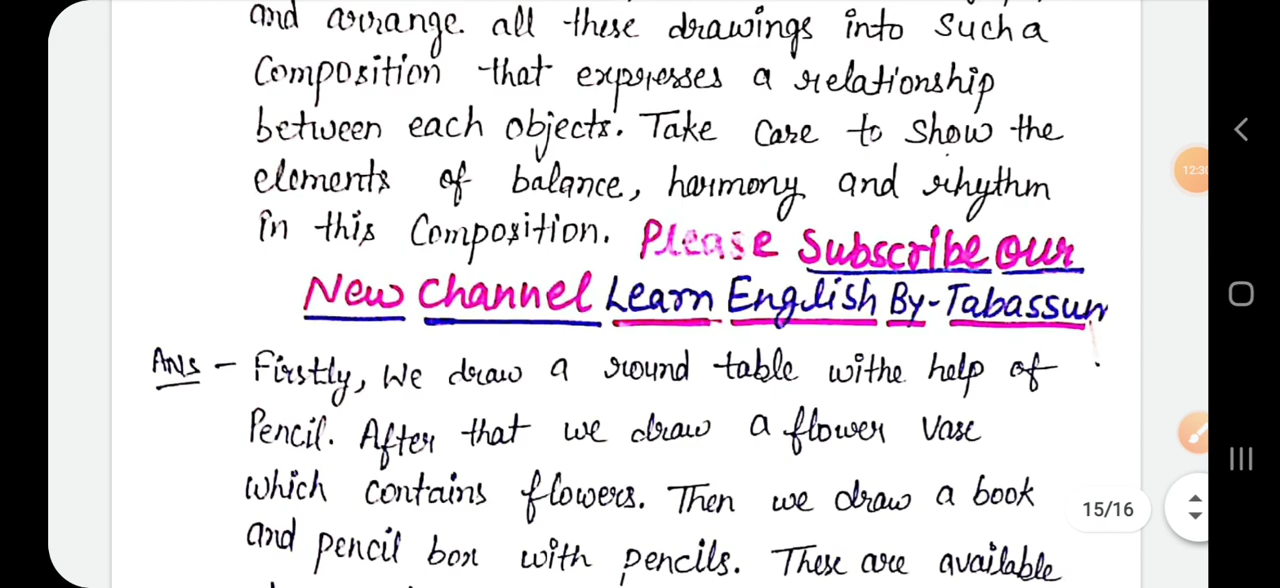 and arrange all these drawings into such a
Composition that expresses a relationship
between each objects. Take Care to show the
elements of balance, harmony and rhythm
in this Composition. Please Subscribe Our
New Channel Learn English By-Tabassum
12:30
Ans - Firstly, We draw a round table withe help of
Pencil. After that we draw a flower vase
which contains flowers. Then we draw a book
15/16
and pencil box with pencils. These are available